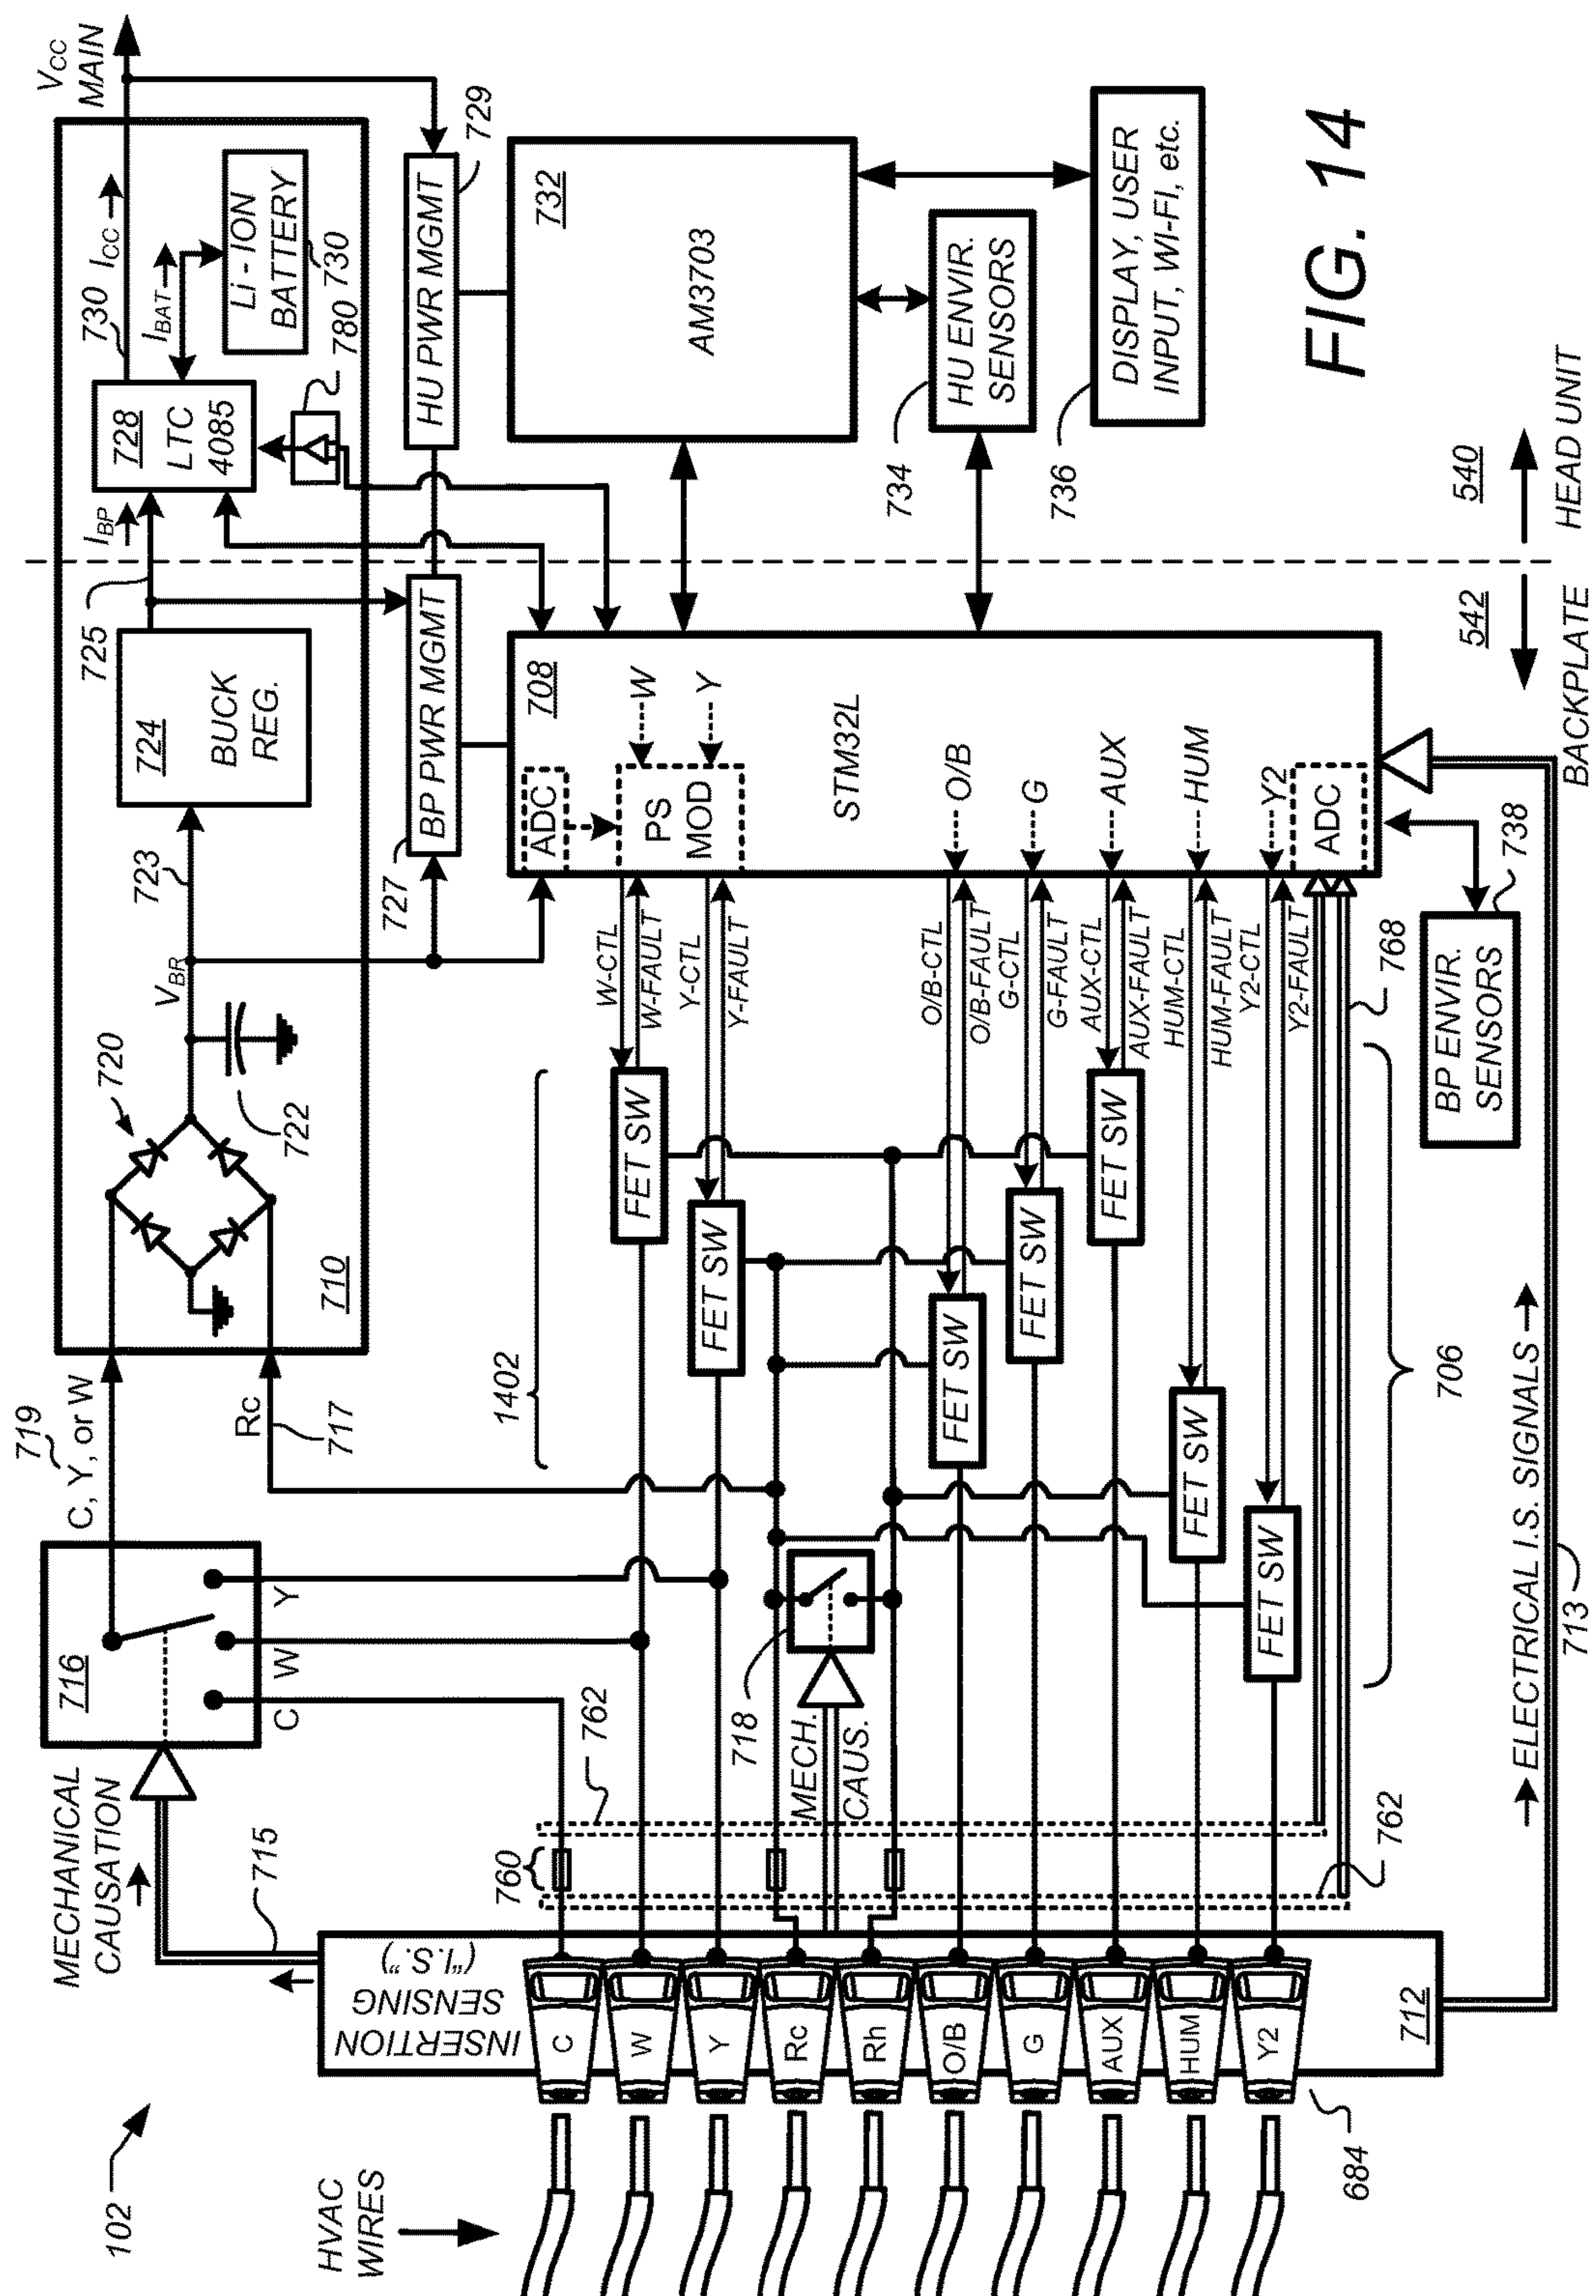 102
HVAC
WIRES
684
INSERTION
SENSING
("I.S.")
712
C
W
Y
Rc
Rh
O/B
G
AUX
HUM
Y2
MECHANICAL
CAUSATION
715
716
C
W
Y
719
C, Y, or W
Rc
717
760
762
762
718
MECH.
CAUS.
1402
710
720
722
VBR
723
724
BUCK
REG.
725
IBP
728
LTC
4085
730
ICC
IBAT
Li - ION
BATTERY
730
780
VCC
MAIN
727
BP PWR MGMT
HU PWR MGMT
729
FET SW
FET SW
FET SW
FET SW
FET SW
FET SW
FET SW
W-CTL
W-FAULT
Y-CTL
Y-FAULT
O/B-CTL
O/B-FAULT
G-CTL
G-FAULT
AUX-CTL
AUX-FAULT
HUM-CTL
HUM-FAULT
Y2-CTL
Y2-FAULT
768
706
ADC
708
PS
MOD
W
Y
STM32L
O/B
G
AUX
HUM
Y2
ADC
732
AM3703
734
HU ENVIR.
SENSORS
736
DISPLAY, USER
INPUT, WI-FI, etc.
BP ENVIR.
SENSORS
738
ELECTRICAL I.S. SIGNALS
713
542
BACKPLATE
540
HEAD UNIT
FIG. 14